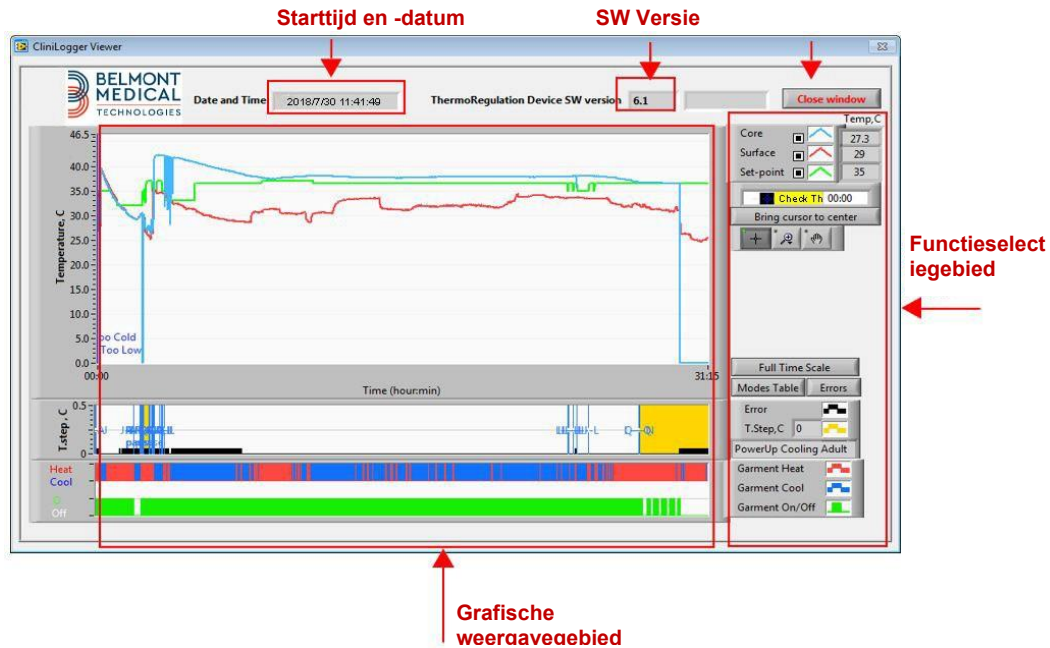 Starttijd en -datum
SW Versie
CliniLogger Viewer
BELMONT
MEDICAL
TECHNOLOGIES
Date and Time
2018/7/30 11:41:49
ThermoRegulation Device SW version
6.1
Close window
Temp,C
Core
27.3
Surface
29
Set-point
35
Check Th 00:00
Bring cursor to center
Functieselect
iegebied
Temperature, C
46.5
40.0
35.0
30.0
25.0
20.0
15.0
10.0
5.0
0.0
oo Cold
Too Low
00:00
31:15
Time (hour:min)
Full Time Scale
Modes Table
Errors
T.step, C
0.5
0
Error
T.Step,C 0
PowerUp Cooling Adult
Heat
Cool
Off
Garment Heat
Garment Cool
Garment On/Off
Grafische
weergavegebied